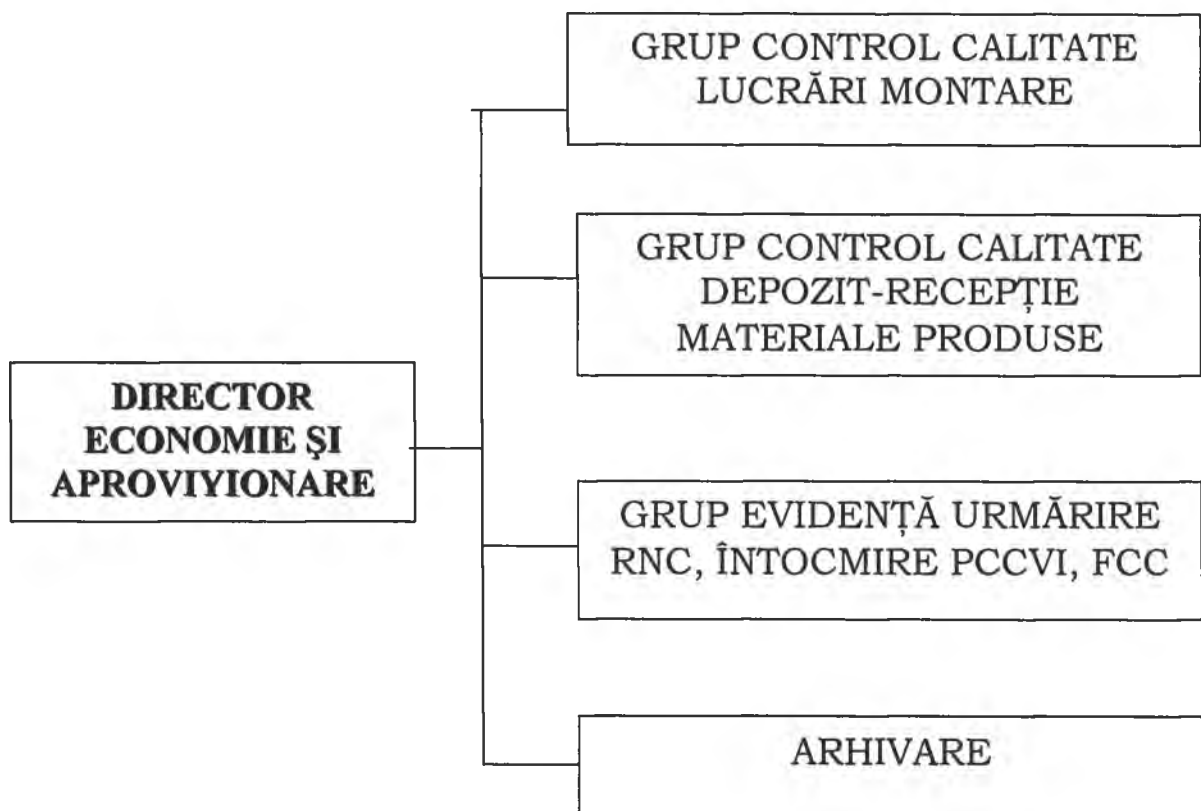 GRUP CONTROL CALITATE
LUCRĂRI MONTARE
GRUP CONTROL CALITATE
DEPOZIT-RECEPȚIE
MATERIALE PRODUSE
DIRECTOR
ECONOMIE ȘI
APROVIYIONARE
GRUP EVIDENȚĂ URMĂRIRE
RNC, ÎNTOCMIRE PCCVI, FCC
ARHIVARE